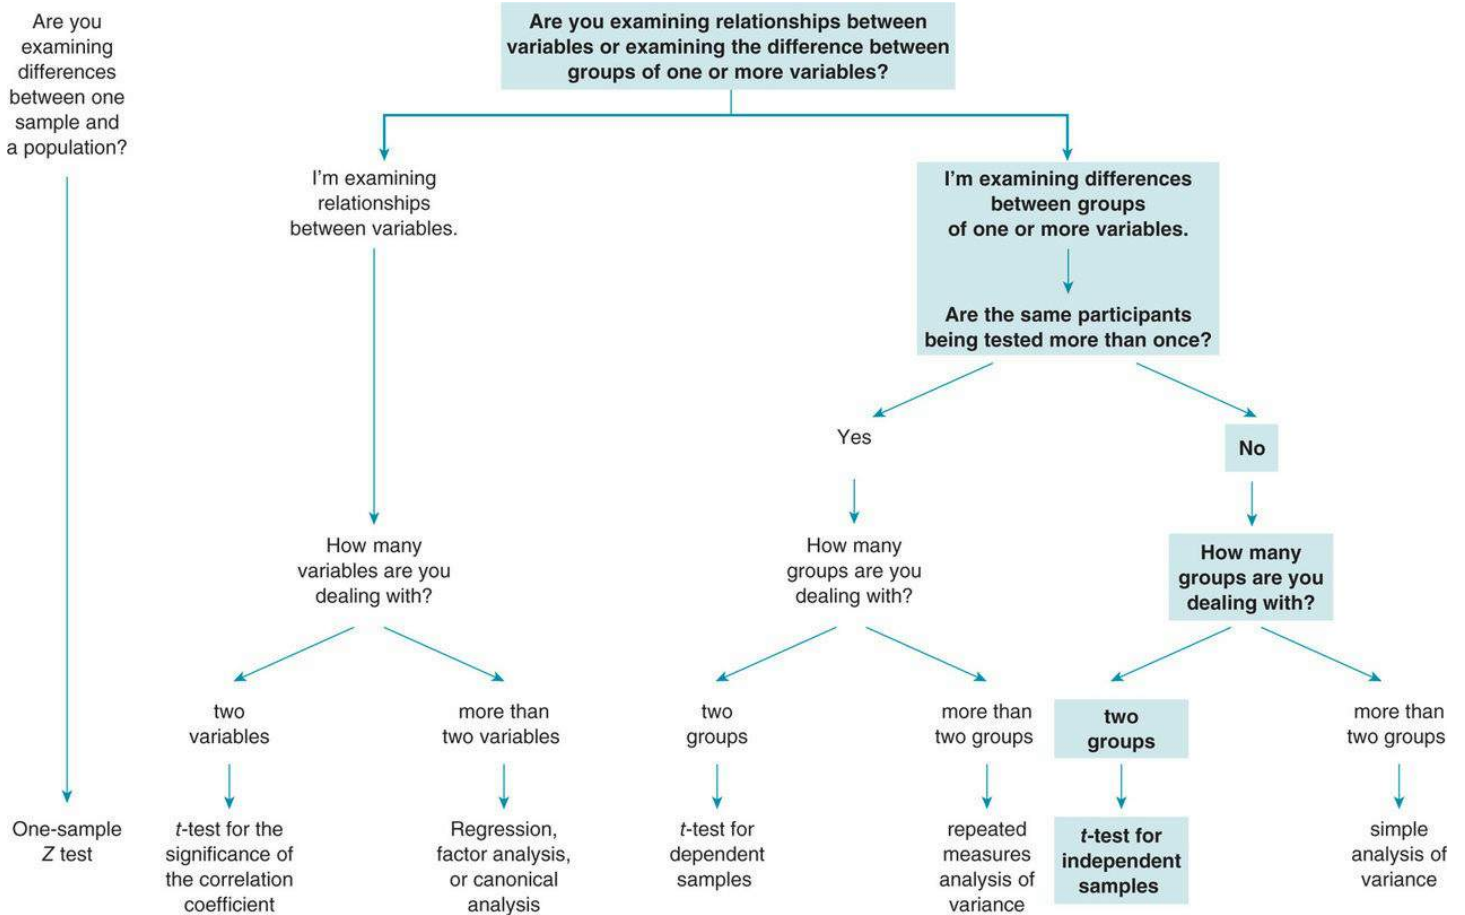 Are you
examining
differences
between one
sample and
a population?
Are you examining relationships between
variables or examining the difference between
groups of one or more variables?
I'm examining
relationships
between variables.
I'm examining differences
between groups
of one or more variables.
Are the same participants
being tested more than once?
Yes
No
How many
variables are you
dealing with?
How many
groups are you
dealing with?
How many
groups are you
dealing with?
two
variables
more than
two variables
two
groups
more than
two groups
two
groups
more than
two groups
One-sample
Z test
t-test for the
significance of
the correlation
coefficient
Regression,
factor analysis,
or canonical
analysis
t-test for
dependent
samples
repeated
measures
analysis of
variance
t-test for
independent
samples
simple
analysis of
variance